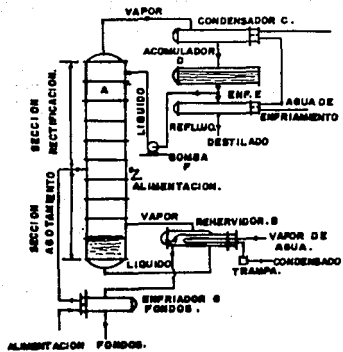 VAPOR
CONDENSADOR C.
ACUMULADOR
D
ENF. E
AGUA DE
ENFRIAMIENTO
REFLUJO.
DESTILADO
LIQUIDO
BOMBA
F
A
SECCION
RECTIFICACION.
SECCION
AGOTAMIENTO
Z
ALIMENTACION.
VAPOR
REHERVIDOR. B
VAPOR DE
AGUA.
CONDENSADO
TRAMPA.
LIQUIDO
ENFRIADOR G
FONDOS.
ALIMENTACION
FONDOS.